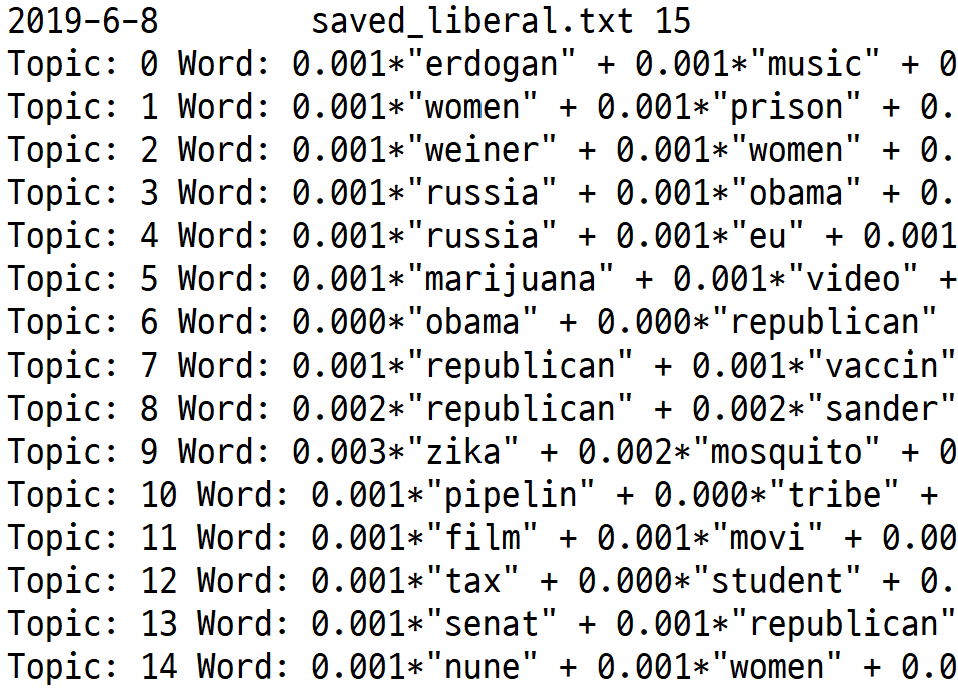 2019-6-8 saved_liberal.txt 15
Topic: 0 Word: 0.001*"erdogan" + 0.001*"music" + 0
Topic: 1 Word: 0.001*"women" + 0.001*"prison" + 0.
Topic: 2 Word: 0.001*"weiner" + 0.001*"women" + 0.
Topic: 3 Word: 0.001*"russia" + 0.001*"obama" + 0.
Topic: 4 Word: 0.001*"russia" + 0.001*"eu" + 0.001
Topic: 5 Word: 0.001*"marijuana" + 0.001*"video" +
Topic: 6 Word: 0.000*"obama" + 0.000*"republican"
Topic: 7 Word: 0.001*"republican" + 0.001*"vaccin"
Topic: 8 Word: 0.002*"republican" + 0.002*"sander"
Topic: 9 Word: 0.003*"zika" + 0.002*"mosquito" + 0
Topic: 10 Word: 0.001*"pipelin" + 0.000*"tribe" +
Topic: 11 Word: 0.001*"film" + 0.001*"movi" + 0.00
Topic: 12 Word: 0.001*"tax" + 0.000*"student" + 0.
Topic: 13 Word: 0.001*"senat" + 0.001*"republican"
Topic: 14 Word: 0.001*"nune" + 0.001*"women" + 0.0